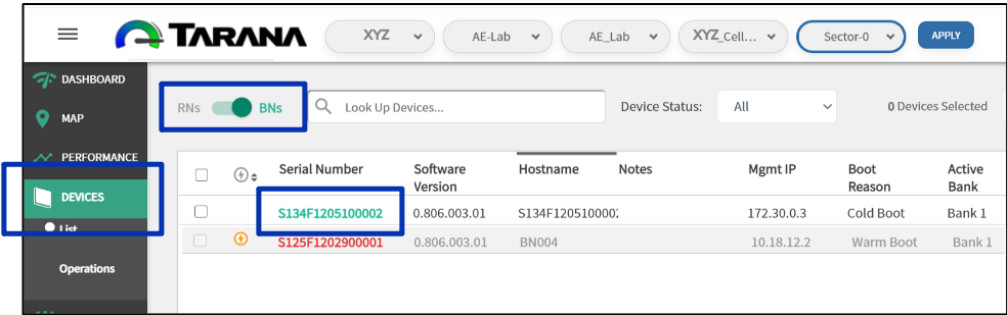 TARANA XYZ AE-Lab AE_Lab XYZ_Cell... Sector-0 APPLY
DASHBOARD
MAP
PERFORMANCE
DEVICES
List
Operations
RNs BNs Look Up Devices... Device Status: All 0 Devices Selected
Serial Number Software Version Hostname Notes Mgmt IP Boot Reason Active Bank
S134F1205100002 0.806.003.01 S134F120510000 172.30.0.3 Cold Boot Bank 1
S125F1202900001 0.806.003.01 BN004 10.18.12.2 Warm Boot Bank 1